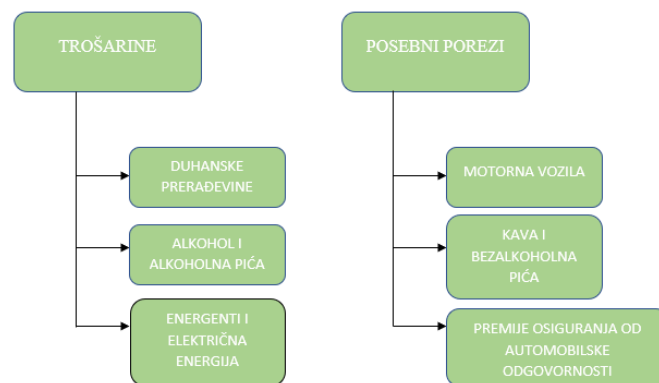 TROŠARINE
DUHANSKE
PRERAĐEVINE
ALKOHOL I
ALKOHOLNA PIĆA
ENERGENTI I
ELEKTRIČNA
ENERGIJA
POSEBNI POREZI
MOTORNA VOZILA
KAVA I
BEZALKOHOLNA
PIĆA
PREMIJE OSIGURANJA OD
AUTOMOBILSKE
ODGOVORNOSTI